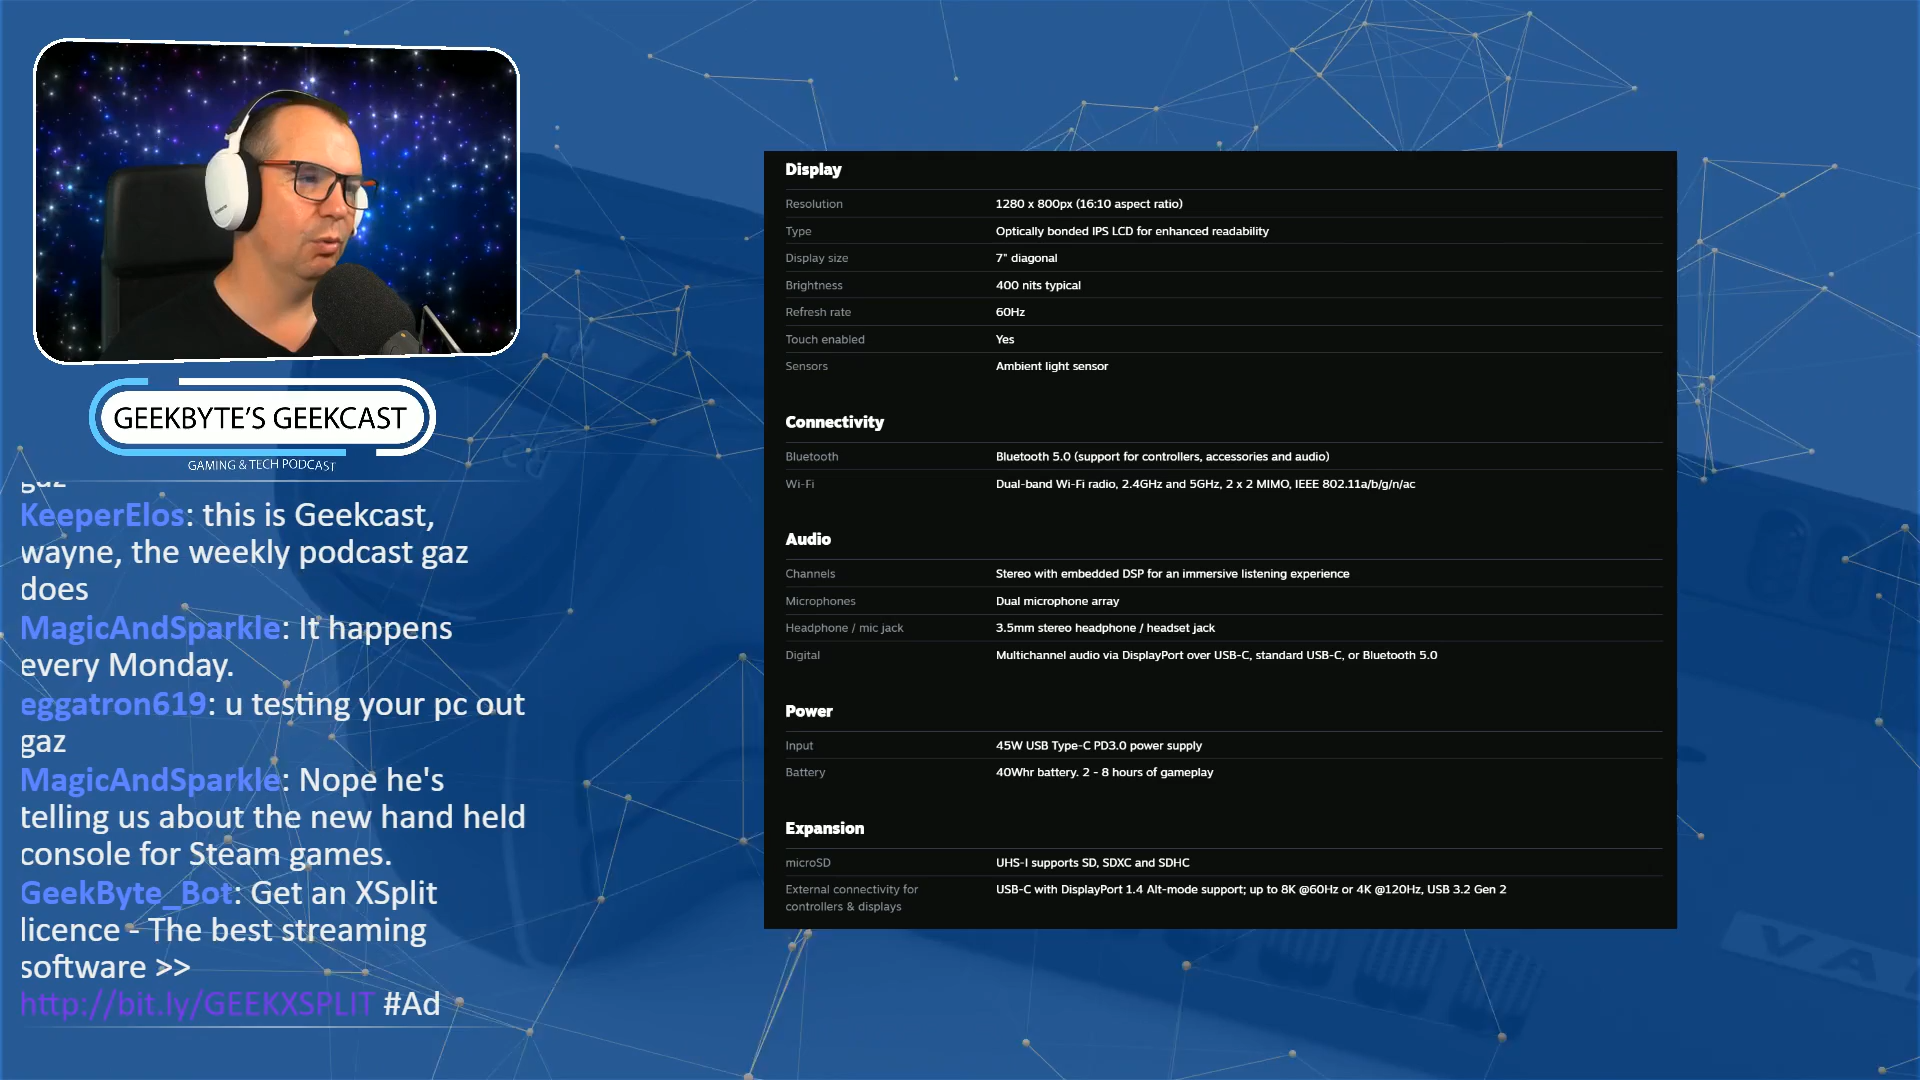 GEEKBYTE'S GEEKCAST
GAMING & TECH PODCAST
gaz
KeeperElos: this is Geekcast,
wayne, the weekly podcast gaz
does
MagicAndSparkle: It happens
every Monday.
eggatron619: u testing your pc out
gaz
MagicAndSparkle: Nope he's
telling us about the new hand held
console for Steam games.
GeekByte_Bot: Get an XSplit
licence - The best streaming
software >>
http://bit.ly/GEEKXSPLIT #Ad
Display
Resolution 1280 x 800px (16:10 aspect ratio)
Type Optically bonded IPS LCD for enhanced readability
Display size 7" diagonal
Brightness 400 nits typical
Refresh rate 60Hz
Touch enabled Yes
Sensors Ambient light sensor
Connectivity
Bluetooth Bluetooth 5.0 (support for controllers, accessories and audio)
Wi-Fi Dual-band Wi-Fi radio, 2.4GHz and 5GHz, 2 x 2 MIMO, IEEE 802.11a/b/g/n/ac
Audio
Channels Stereo with embedded DSP for an immersive listening experience
Microphones Dual microphone array
Headphone / mic jack 3.5mm stereo headphone / headset jack
Digital Multichannel audio via DisplayPort over USB-C, standard USB-C, or Bluetooth 5.0
Power
Input 45W USB Type-C PD3.0 power supply
Battery 40Whr battery. 2 - 8 hours of gameplay
Expansion
microSD UHS-I supports SD, SDXC and SDHC
External connectivity for USB-C with DisplayPort 1.4 Alt-mode support; up to 8K @60Hz or 4K @120Hz, USB 3.2 Gen 2
controllers & displays